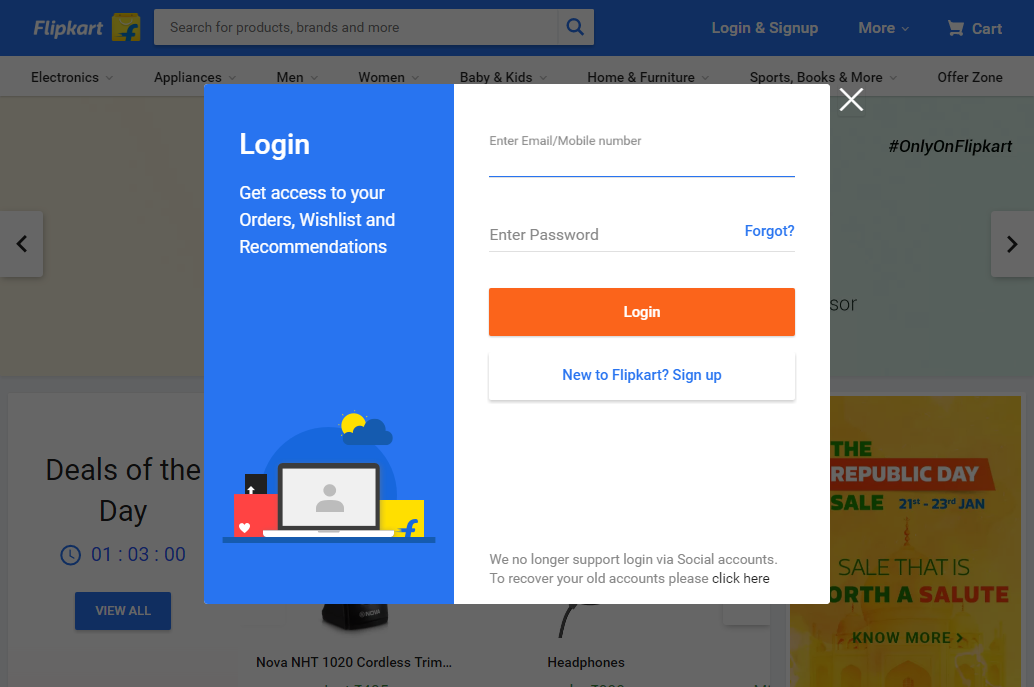 Flipkart
Search for products, brands and more
Login & Signup
More
Cart
Electronics
Appliances
Men
Women
Baby & Kids
Home & Furniture
Sports, Books & More
Offer Zone
#OnlyOnFlipkart
Login
Get access to your
Orders, Wishlist and
Recommendations
Enter Email/Mobile number
Enter Password
Forgot?
Login
New to Flipkart? Sign up
We no longer support login via Social accounts.
To recover your old accounts please click here
Deals of the
Day
01 : 03 : 00
VIEW ALL
NOVA
Nova NHT 1020 Cordless Trim...
Headphones
THE
REPUBLIC DAY
SALE 21st - 23rd JAN
SALE THAT IS
WORTH A SALUTE
KNOW MORE